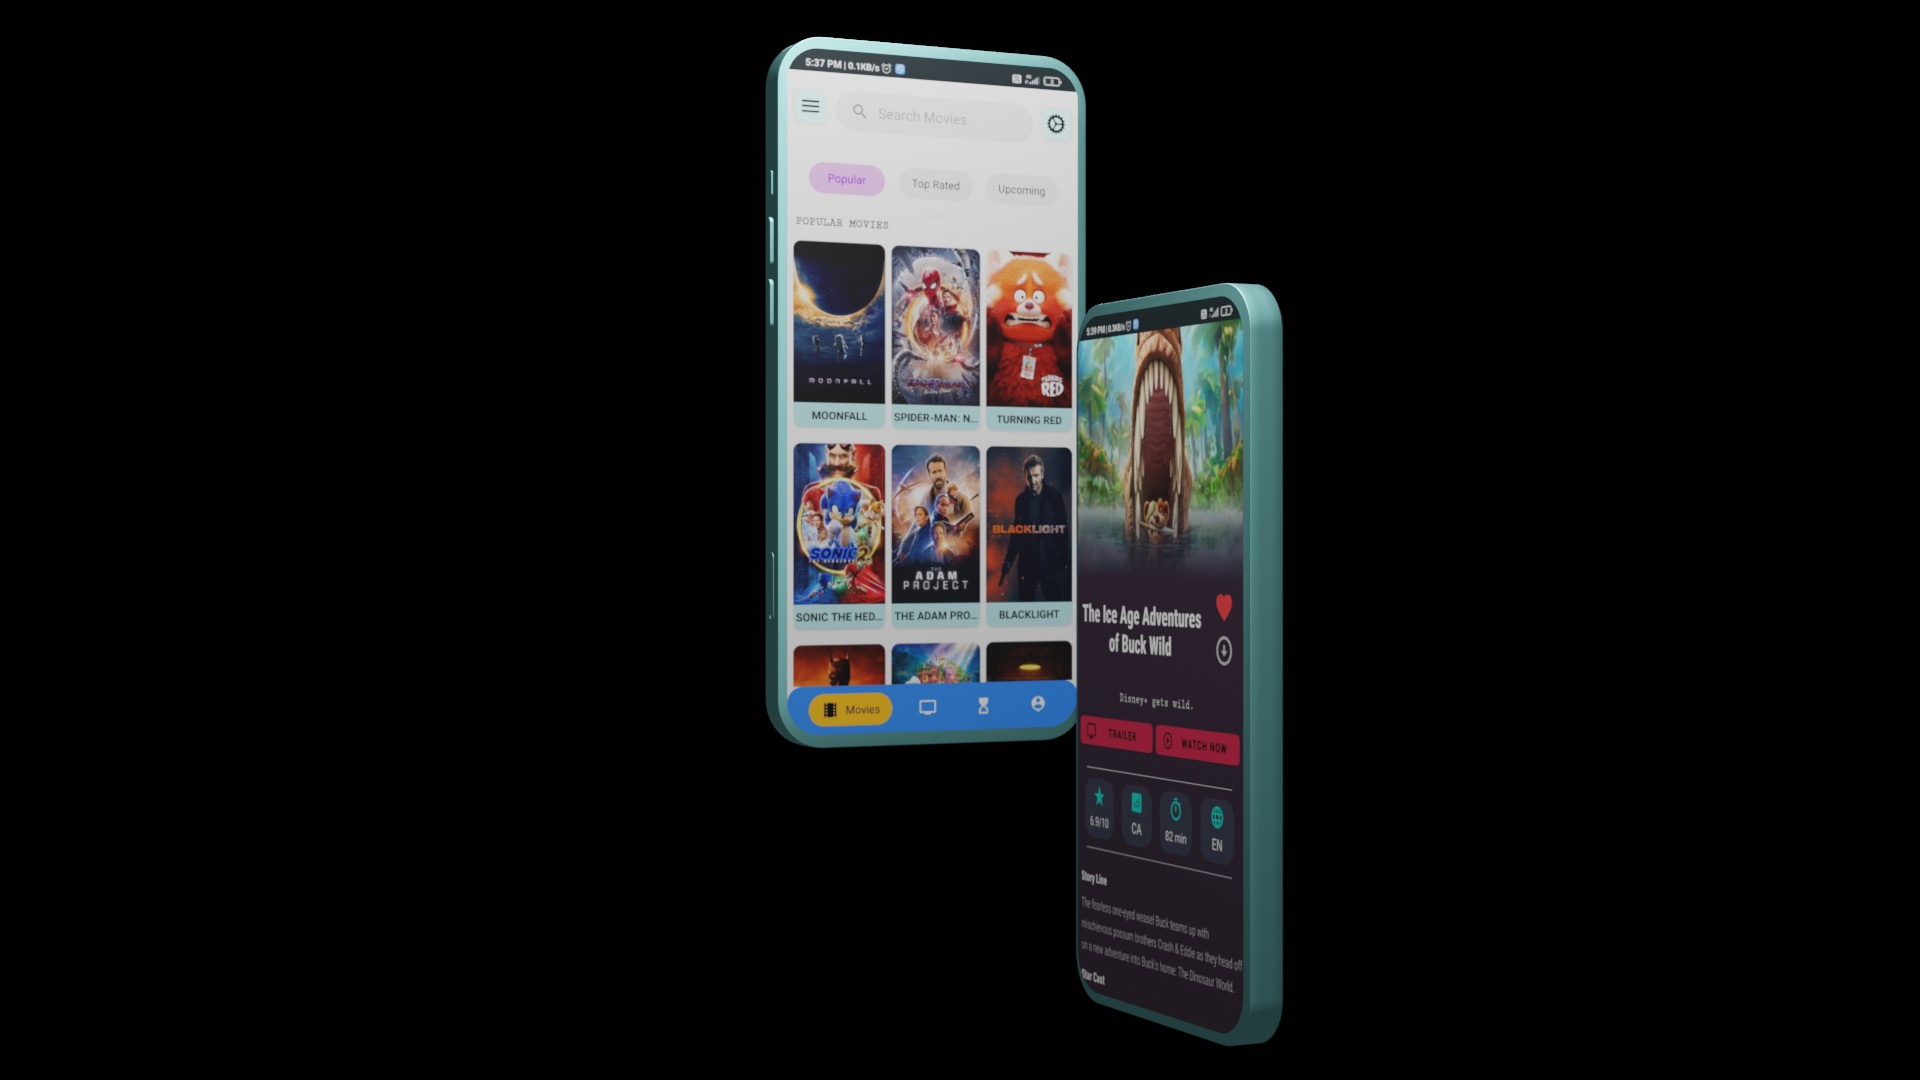 5:37 PM | 0.1KB/s
Search Movies
Popular
Top Rated
Upcoming
POPULAR MOVIES
MOONFALL
TURNING
RED
MOONFALL
SPIDER-MAN: N...
TURNING RED
SONIC 2
THE HEDGEHOG
THE
ADAM
PROJECT
BLACKLIGHT
SONIC THE HED...
THE ADAM PRO...
BLACKLIGHT
Movies
5:39 PM | 0.3KB/s
The Ice Age Adventures
of Buck Wild
Disney+ gets wild.
TRAILER
WATCH NOW
6.9/10
CA
82 min
EN
Story Line
The fearless one-eyed weasel Buck teams up with
mischievous possum brothers Crash & Eddie as they head off
on a new adventure into Buck's home: The Dinosaur World.
Star Cast